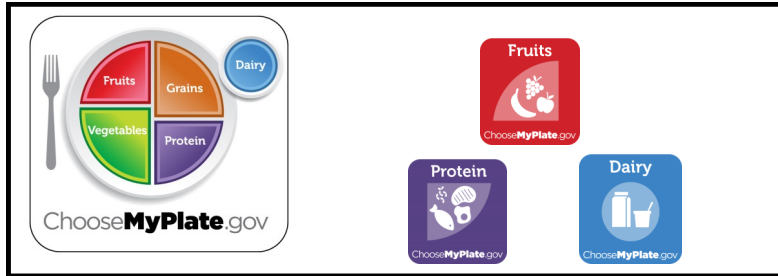 Fruits
Grains
Vegetables
Protein
Dairy
ChooseMyPlate.gov
Fruits
ChooseMyPlate.gov
Protein
ChooseMyPlate.gov
Dairy
ChooseMyPlate.gov